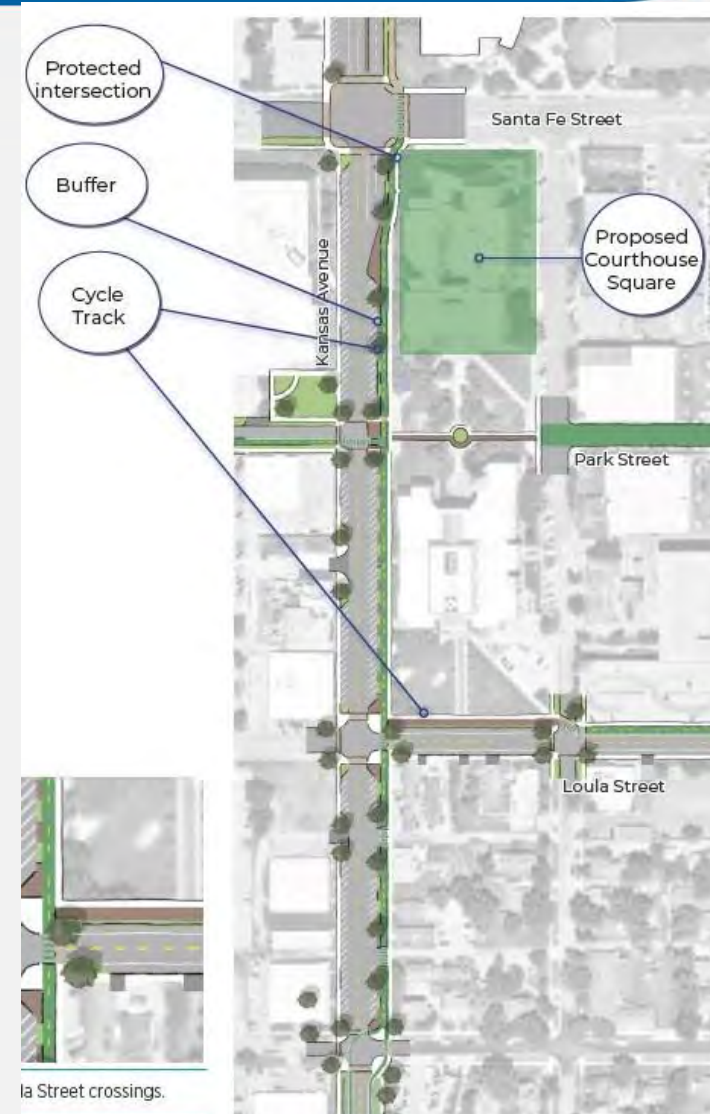 Protected
intersection
Santa Fe Street
Buffer
Proposed
Courthouse
Square
Cycle
Track
Kansas Avenue
Park Street
Loula Street
la Street crossings.